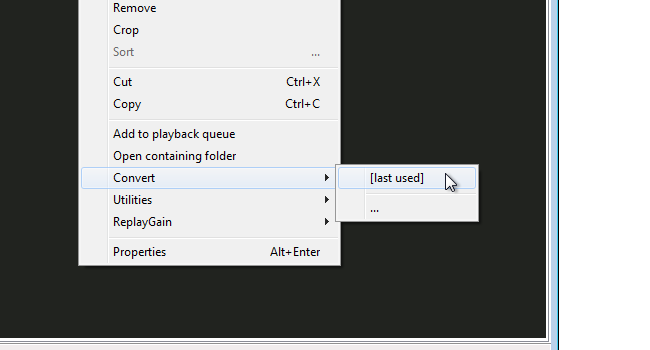 Remove
Crop
Sort ...
Cut Ctrl+X
Copy Ctrl+C
Add to playback queue
Open containing folder
Convert
[last used]
Utilities
...
ReplayGain
Properties Alt+Enter